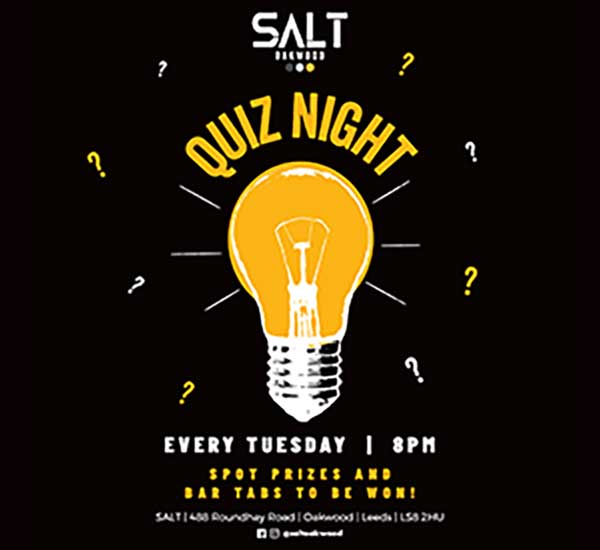 SALT
OAKWOOD
QUIZ NIGHT
EVERY TUESDAY | 8PM
SPOT PRIZES AND
BAR TABS TO BE WON!
SALT | 488 Roundhay Road | Oakwood | Leeds | LS8 2HU
@saltoakwood